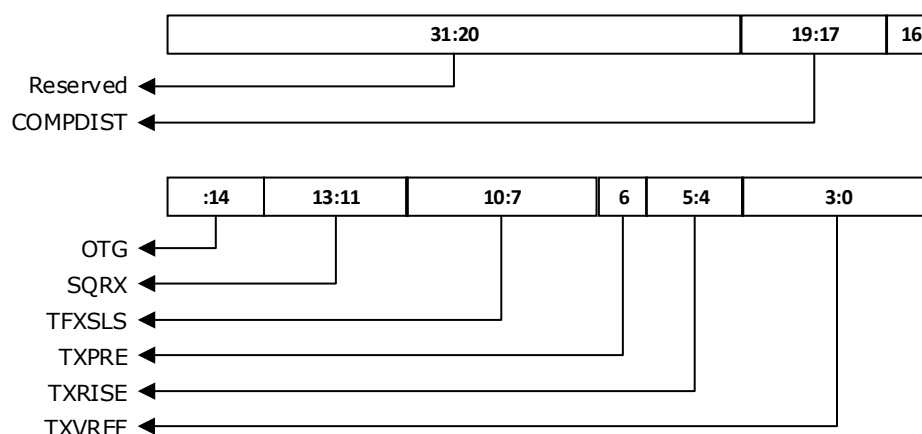 31:20 19:17 16
Reserved
COMPDIST
:14 13:11 10:7 6 5:4 3:0
OTG
SQRX
TFXSLS
TXPRE
TXRISE
TXVREF